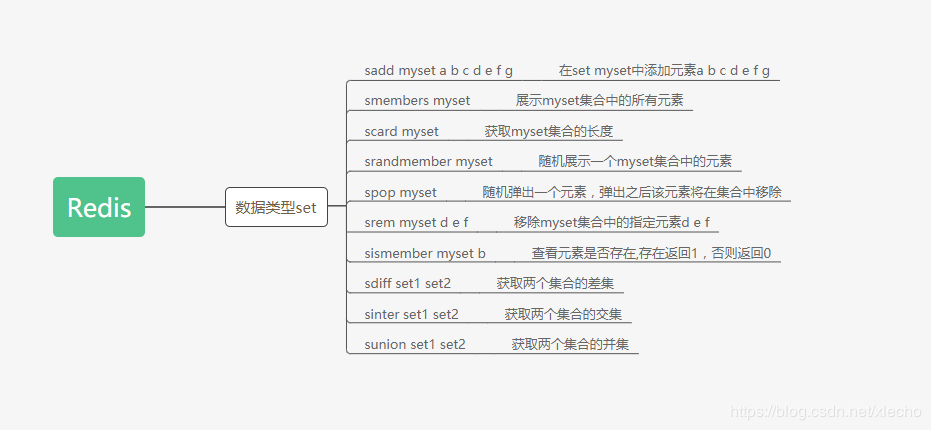 Redis
数据类型set
sadd myset a b c d e f g 在set myset中添加元素a b c d e f g
smembers myset 展示myset集合中的所有元素
scard myset 获取myset集合的长度
srandmember myset 随机展示一个myset集合中的元素
spop myset 随机弹出一个元素，弹出之后该元素将在集合中移除
srem myset d e f 移除myset集合中的指定元素d e f
sismember myset b 查看元素是否存在,存在返回1，否则返回0
sdiff set1 set2 获取两个集合的差集
sinter set1 set2 获取两个集合的交集
sunion set1 set2 获取两个集合的并集
https://blog.csdn.net/xlecho